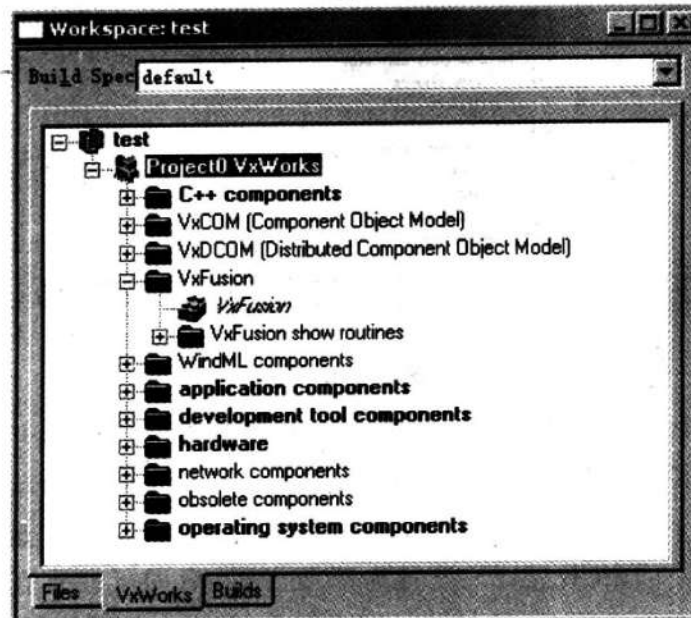 Workspace: test
Build Spec default
test
Project0 VxWorks
C++ components
VxCOM (Component Object Model)
VxDCOM (Distributed Component Object Model)
VxFusion
VxFusion
VxFusion show routines
WindML components
application components
development tool components
hardware
network components
obsolete components
operating system components
Files VxWorks Builds